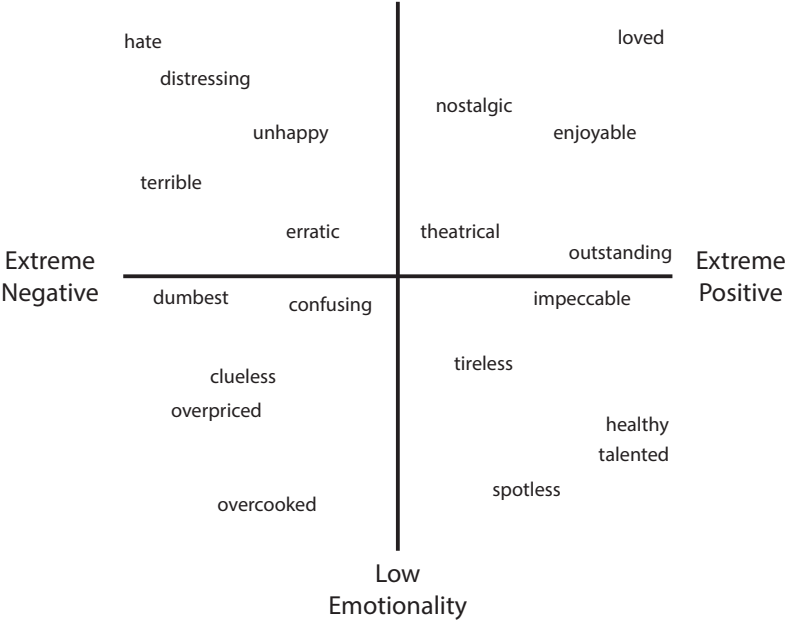 hate
loved
distressing
nostalgic
unhappy
enjoyable
terrible
erratic
theatrical
outstanding
Extreme
Negative
Extreme
Positive
dumbest
confusing
impeccable
tireless
clueless
overpriced
healthy
talented
spotless
overcooked
Low
Emotionality